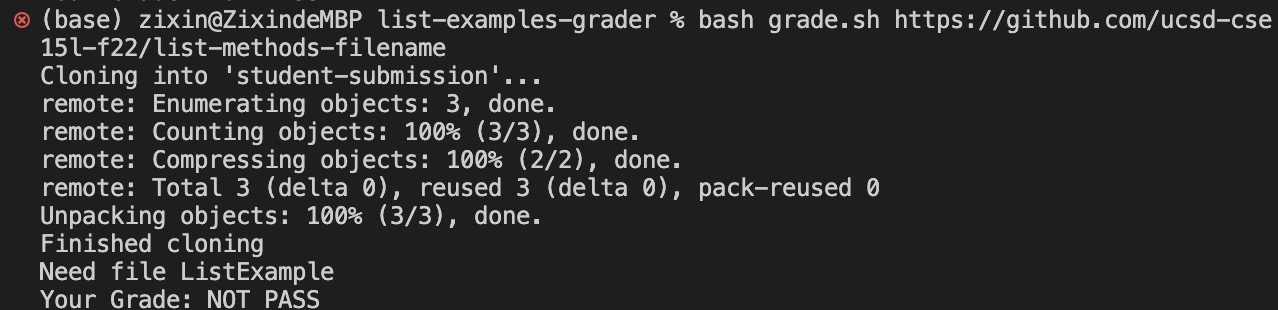 (base) zixin@ZixindeMBP list-examples-grader % bash grade.sh https://github.com/ucsd-cse
15l-f22/list-methods-filename
Cloning into 'student-submission'...
remote: Enumerating objects: 3, done.
remote: Counting objects: 100% (3/3), done.
remote: Compressing objects: 100% (2/2), done.
remote: Total 3 (delta 0), reused 3 (delta 0), pack-reused 0
Unpacking objects: 100% (3/3), done.
Finished cloning
Need file ListExample
Your Grade: NOT PASS